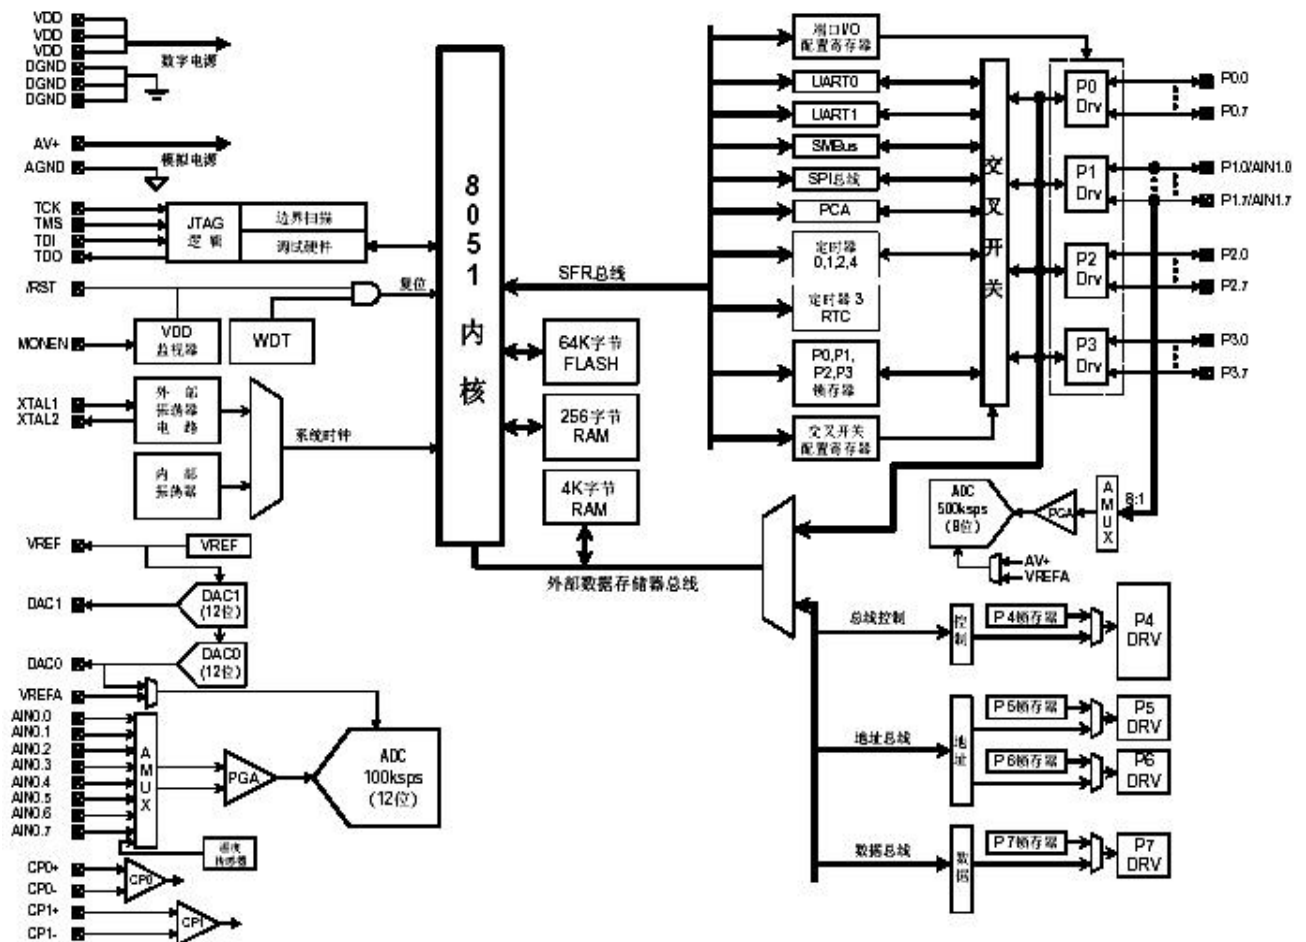 VDD
VDD
VDD
数字电源
DGND
DGND
DGND
AV+
模拟电源
AGND
TCK
TMS
TDI
TDO
JTAG
逻辑
边界扫描
调试硬件
/RST
复位
MONEN
VDD
监视器
WDT
XTAL1
XTAL2
外部
振荡器
电路
内部
振荡器
系统时钟
VREF
VREF
DAC1
DAC1
(12位)
DAC0
DAC0
(12位)
VREFA
AIN0.0
AIN0.1
AIN0.2
AIN0.3
AIN0.4
AIN0.5
AIN0.6
AIN0.7
AMUX
PGA
ADC
100ksps
(12位)
温度
传感器
CP0+
CP0-
CP0
CP1+
CP1-
CP1
8051内核
SFR总线
64K字节
FLASH
256字节
RAM
4K字节
RAM
外部数据存储器总线
端口I/O
配置寄存器
UART0
UART1
SMBus
SPI总线
PCA
定时器
0,1,2,4
定时器 3
RTC
P0,P1,
P2,P3
锁存器
交叉开关
配置寄存器
交叉开关
P0
Drv
P1
Drv
P2
Drv
P3
Drv
P0.0
P0.7
P1.0/AIN1.0
P1.7/AIN1.7
P2.0
P2.7
P3.0
P3.7
ADC
500ksps
(8位)
PGA
AMUX
8:1
AV+
VREFA
总线控制
控制
P4锁存器
P4
DRV
地址总线
地址
P5锁存器
P5
DRV
P6锁存器
P6
DRV
数据总线
数据
P7锁存器
P7
DRV